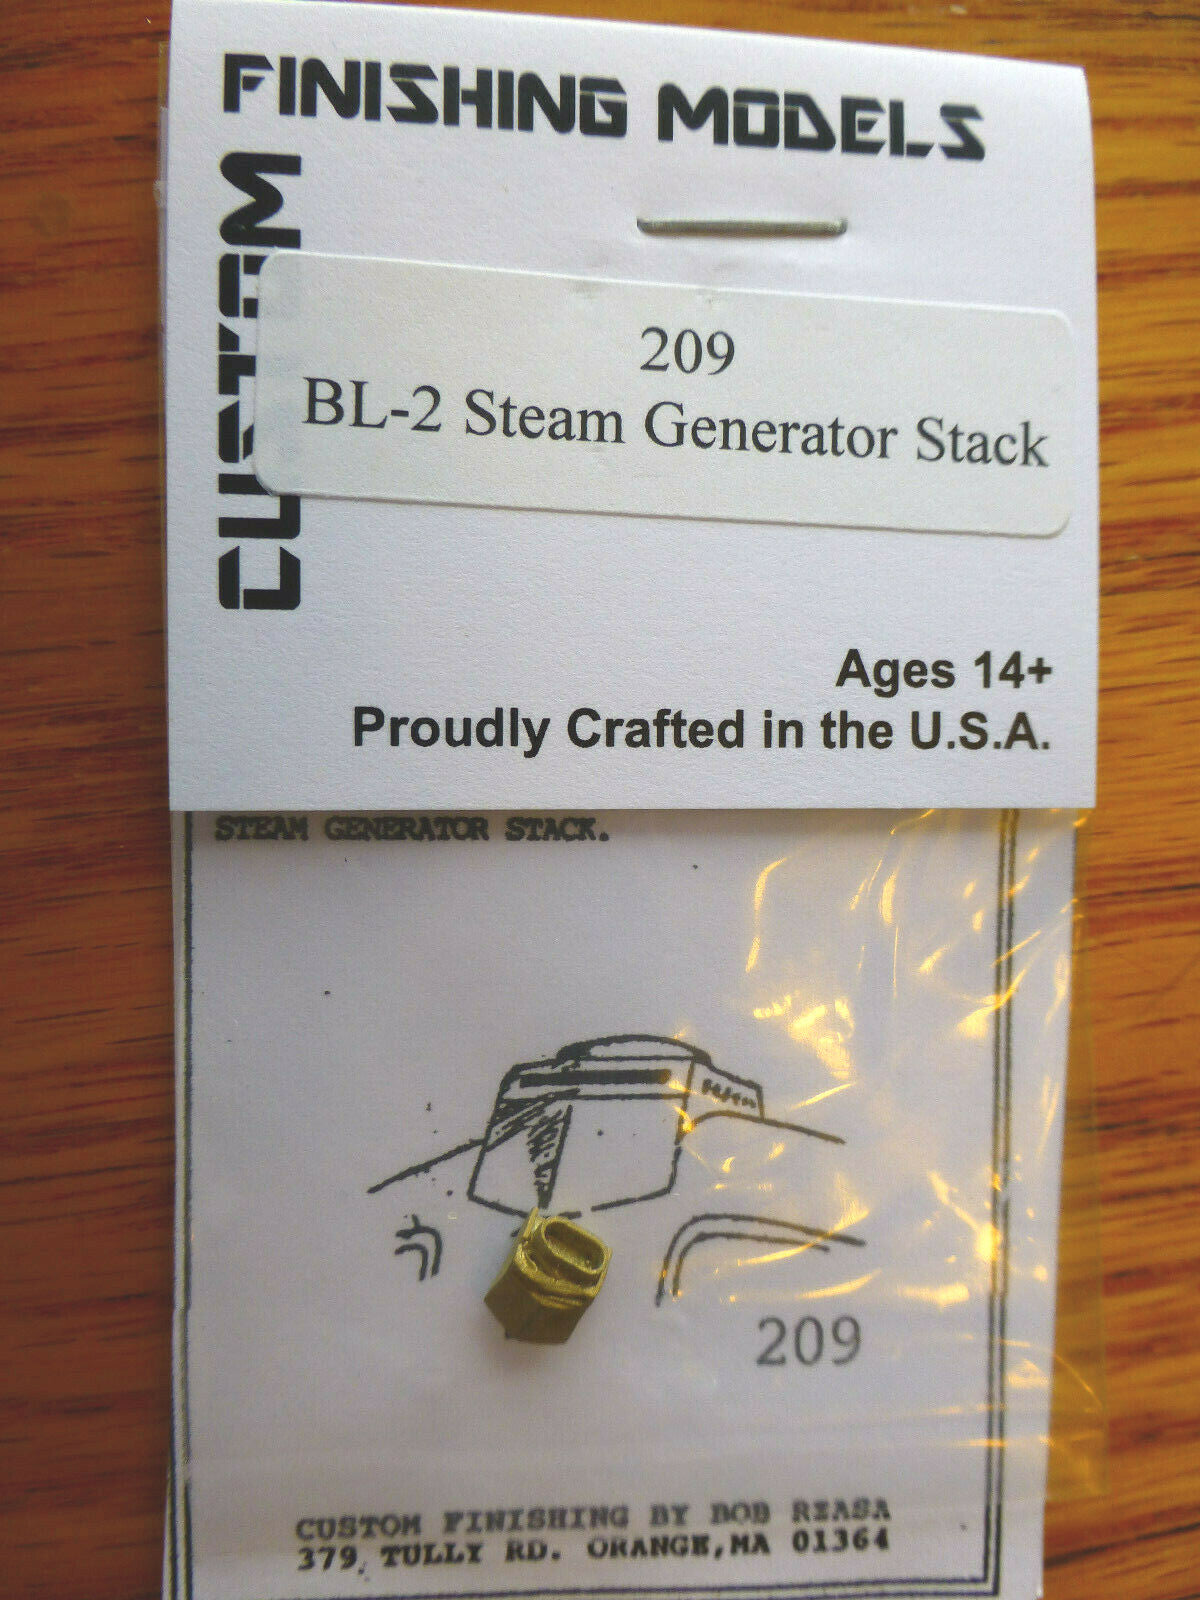 FINISHING MODELS
CUSTOM
209
BL-2 Steam Generator Stack
Ages 14+
Proudly Crafted in the U.S.A.
STEAM GENERATOR STACK.
209
CUSTOM FINISHING BY BOB REASA
379, TULLY RD. ORANGE, MA 01364